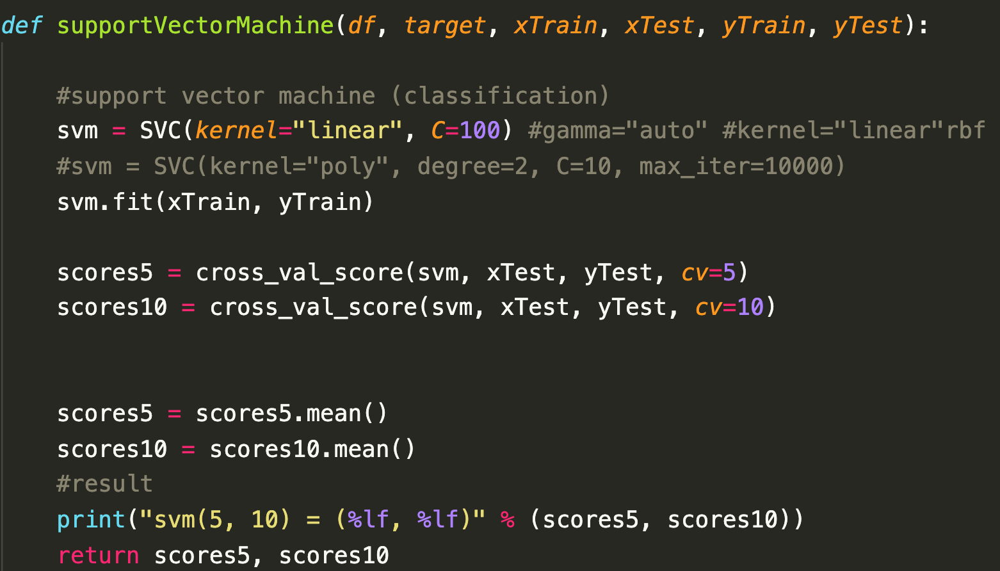 def supportVectorMachine(df, target, xTrain, xTest, yTrain, yTest):
#support vector machine (classification)
svm = SVC(kernel="linear", C=100) #gamma="auto" #kernel="linear"rbf
#svm = SVC(kernel="poly", degree=2, C=10, max_iter=10000)
svm.fit(xTrain, yTrain)
scores5 = cross_val_score(svm, xTest, yTest, cv=5)
scores10 = cross_val_score(svm, xTest, yTest, cv=10)
scores5 = scores5.mean()
scores10 = scores10.mean()
#result
print("svm(5, 10) = (%lf, %lf)" % (scores5, scores10))
return scores5, scores10